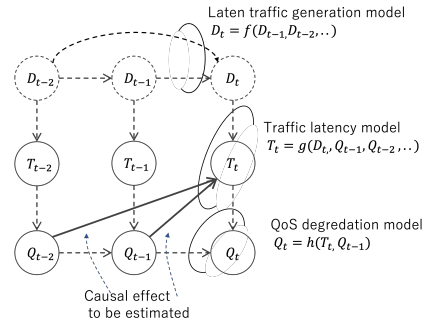 Laten traffic generation model
D_t = f(D_{t-1},D_{t-2},..)
D_{t-2}
D_{t-1}
D_t
Traffic latency model
T_t = g(D_t, Q_{t-1}, Q_{t-2},..)
T_{t-2}
T_{t-1}
T_t
QoS degredation model
Q_t = h(T_t, Q_{t-1})
Q_{t-2}
Q_{t-1}
Q_t
Causal effect
to be estimated